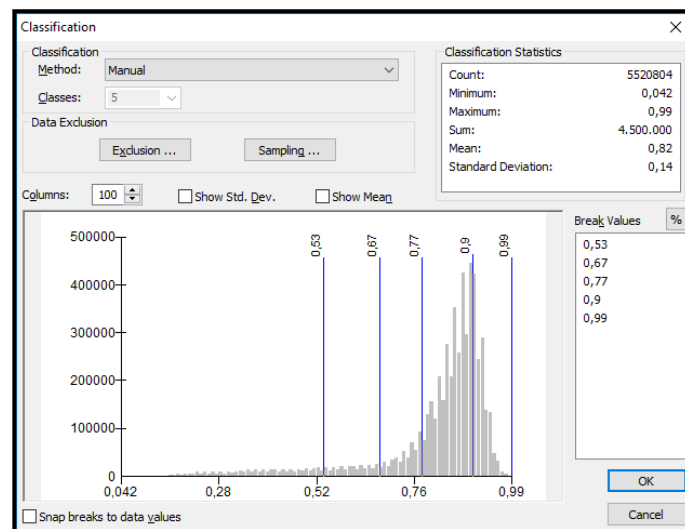 Classification
Classification
Method: Manual
Classes: 5
Data Exclusion
Exclusion ...
Sampling ...
Classification Statistics
Count: 5520804
Minimum: 0,042
Maximum: 0,99
Sum: 4.500.000
Mean: 0,82
Standard Deviation: 0,14
Columns: 100
Show Std. Dev.
Show Mean
Break Values
%
0,53
0,67
0,77
0,9
0,99
500000
400000
300000
200000
100000
0
0,53
0,67
0,77
0,9
0,99
0,042
0,28
0,52
0,76
0,99
OK
Snap breaks to data values
Cancel